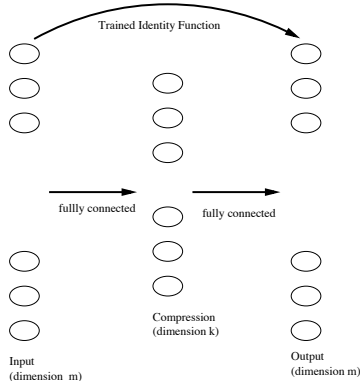 Trained Identity Function
fullly connected
fully connected
Compression
(dimension k)
Input
(dimension m)
Output
(dimension m)